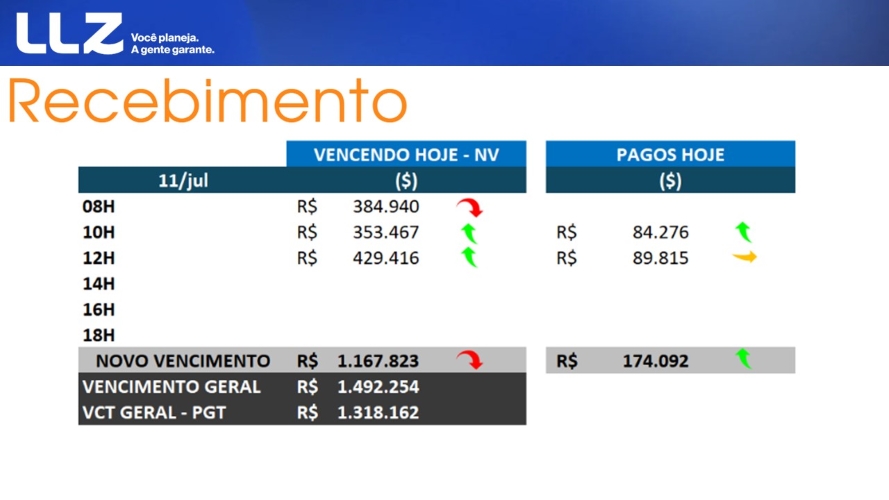 LLZ
Você planeja.
A gente garante.
Recebimento
VENCENDO HOJE - NV PAGOS HOJE
11/jul ($) ($)
08H R$ 384.940
10H R$ 353.467 R$ 84.276
12H R$ 429.416 R$ 89.815
14H
16H
18H
NOVO VENCIMENTO R$ 1.167.823 R$ 174.092
VENCIMENTO GERAL R$ 1.492.254
VCT GERAL - PGT R$ 1.318.162